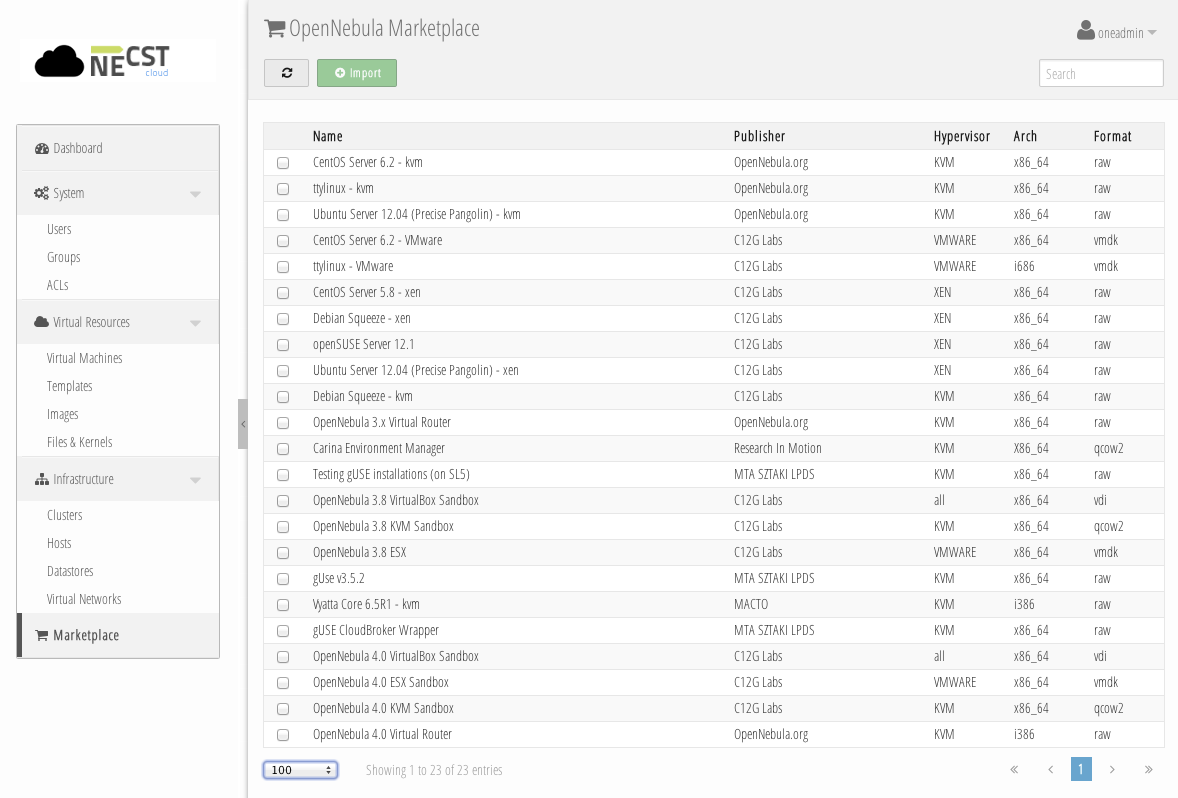 NECST
cloud
Dashboard
System
Users
Groups
ACLs
Virtual Resources
Virtual Machines
Templates
Images
Files & Kernels
Infrastructure
Clusters
Hosts
Datastores
Virtual Networks
Marketplace
OpenNebula Marketplace
oneadmin
Import
Search
Name Publisher Hypervisor Arch Format
CentOS Server 6.2 - kvm OpenNebula.org KVM x86_64 raw
ttylinux - kvm OpenNebula.org KVM x86_64 raw
Ubuntu Server 12.04 (Precise Pangolin) - kvm OpenNebula.org KVM x86_64 raw
CentOS Server 6.2 - VMware C12G Labs VMWARE x86_64 vmdk
ttylinux - VMware C12G Labs VMWARE i686 vmdk
CentOS Server 5.8 - xen C12G Labs XEN x86_64 raw
Debian Squeeze - xen C12G Labs XEN x86_64 raw
openSUSE Server 12.1 C12G Labs XEN x86_64 raw
Ubuntu Server 12.04 (Precise Pangolin) - xen C12G Labs XEN x86_64 raw
Debian Squeeze - kvm C12G Labs KVM x86_64 raw
OpenNebula 3.x Virtual Router OpenNebula.org KVM x86_64 raw
Carina Environment Manager Research In Motion KVM X86_64 qcow2
Testing gUSE installations (on SL5) MTA SZTAKI LPDS KVM x86_64 raw
OpenNebula 3.8 VirtualBox Sandbox C12G Labs all x86_64 vdi
OpenNebula 3.8 KVM Sandbox C12G Labs KVM x86_64 qcow2
OpenNebula 3.8 ESX C12G Labs VMWARE x86_64 vmdk
gUse v3.5.2 MTA SZTAKI LPDS KVM x86_64 raw
Vyatta Core 6.5R1 - kvm MACTO KVM i386 raw
gUSE CloudBroker Wrapper MTA SZTAKI LPDS KVM x86_64 raw
OpenNebula 4.0 VirtualBox Sandbox C12G Labs all x86_64 vdi
OpenNebula 4.0 ESX Sandbox C12G Labs VMWARE x86_64 vmdk
OpenNebula 4.0 KVM Sandbox C12G Labs KVM x86_64 qcow2
OpenNebula 4.0 Virtual Router OpenNebula.org KVM i386 raw
100 Showing 1 to 23 of 23 entries « ‹ 1 › »